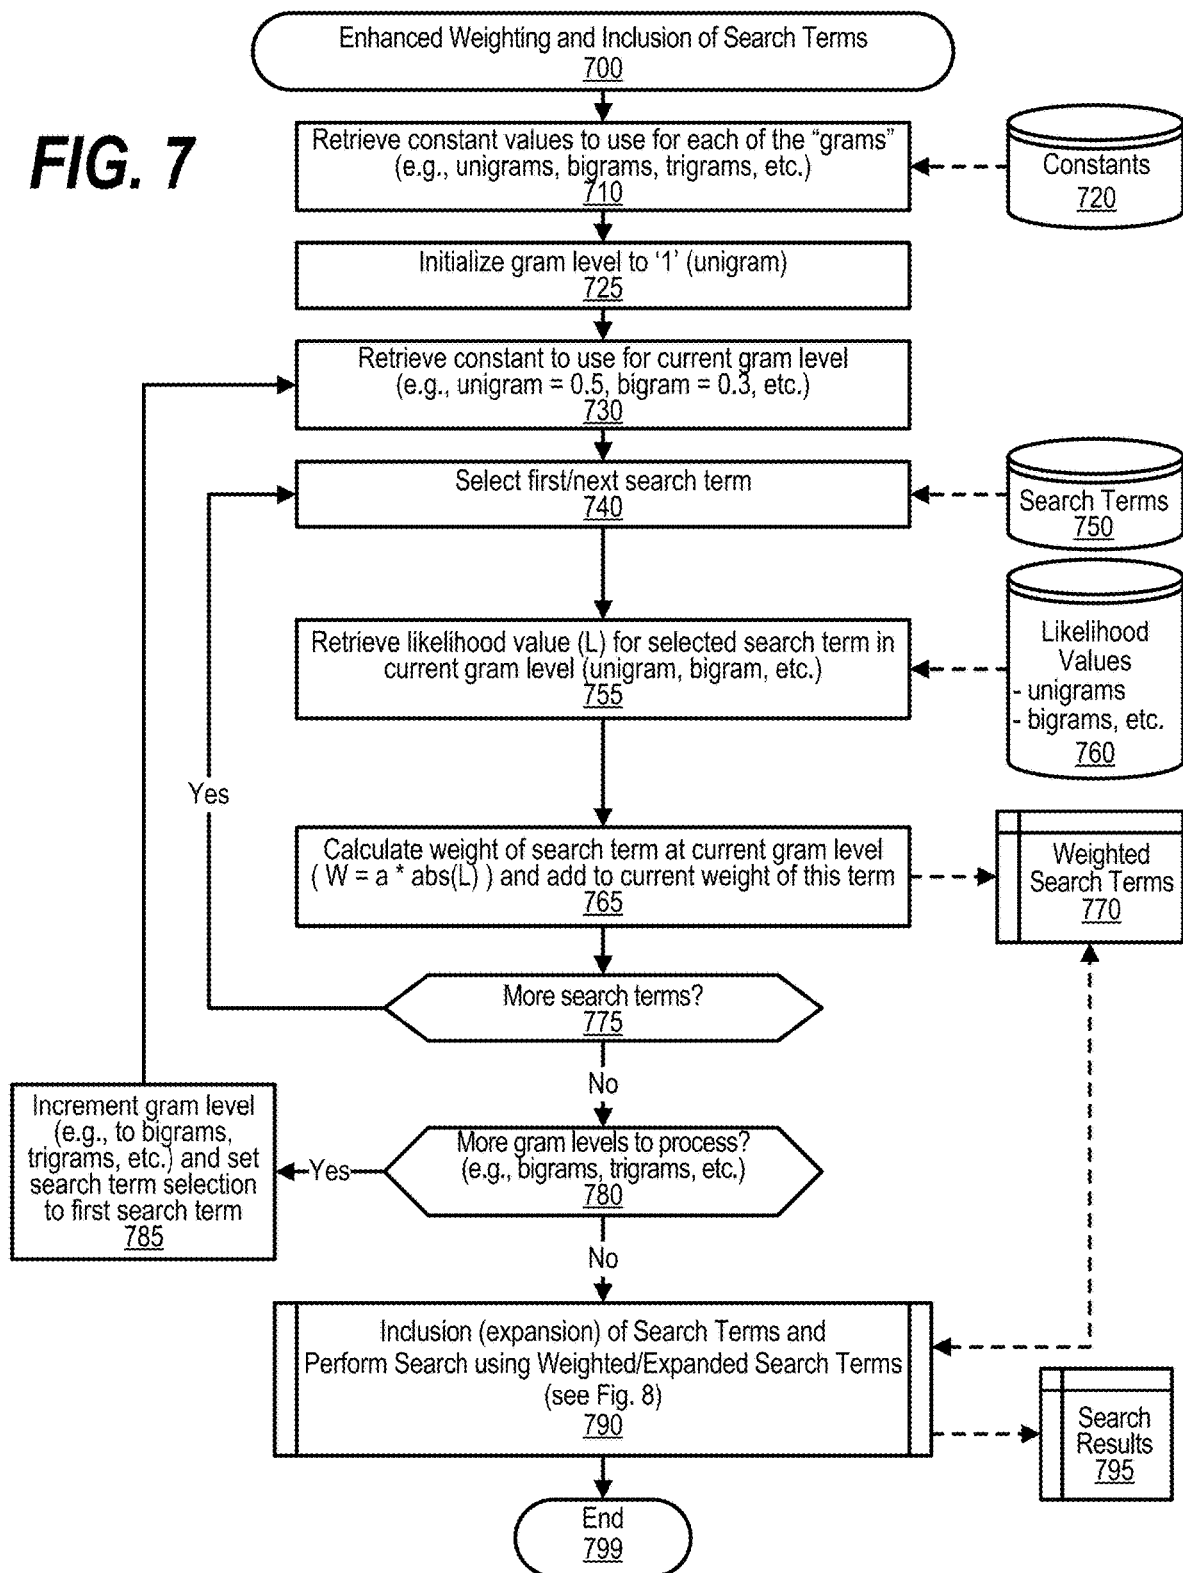 Enhanced Weighting and Inclusion of Search Terms
700
FIG. 7
Retrieve constant values to use for each of the “grams”
(e.g., unigrams, bigrams, trigrams, etc.)
710
Constants
720
Initialize gram level to ‘1’ (unigram)
725
Retrieve constant to use for current gram level
(e.g., unigram = 0.5, bigram = 0.3, etc.)
730
Select first/next search term
740
Search Terms
750
Retrieve likelihood value (L) for selected search term in
current gram level (unigram, bigram, etc.)
755
Likelihood
Values
- unigrams
- bigrams, etc.
760
Yes
Calculate weight of search term at current gram level
( W = a * abs(L) ) and add to current weight of this term
765
Weighted
Search Terms
770
More search terms?
775
No
Increment gram level
(e.g., to bigrams,
trigrams, etc.) and set
search term selection
to first search term
785
Yes
More gram levels to process?
(e.g., bigrams, trigrams, etc.)
780
No
Inclusion (expansion) of Search Terms and
Perform Search using Weighted/Expanded Search Terms
(see Fig. 8)
790
Search
Results
795
End
799